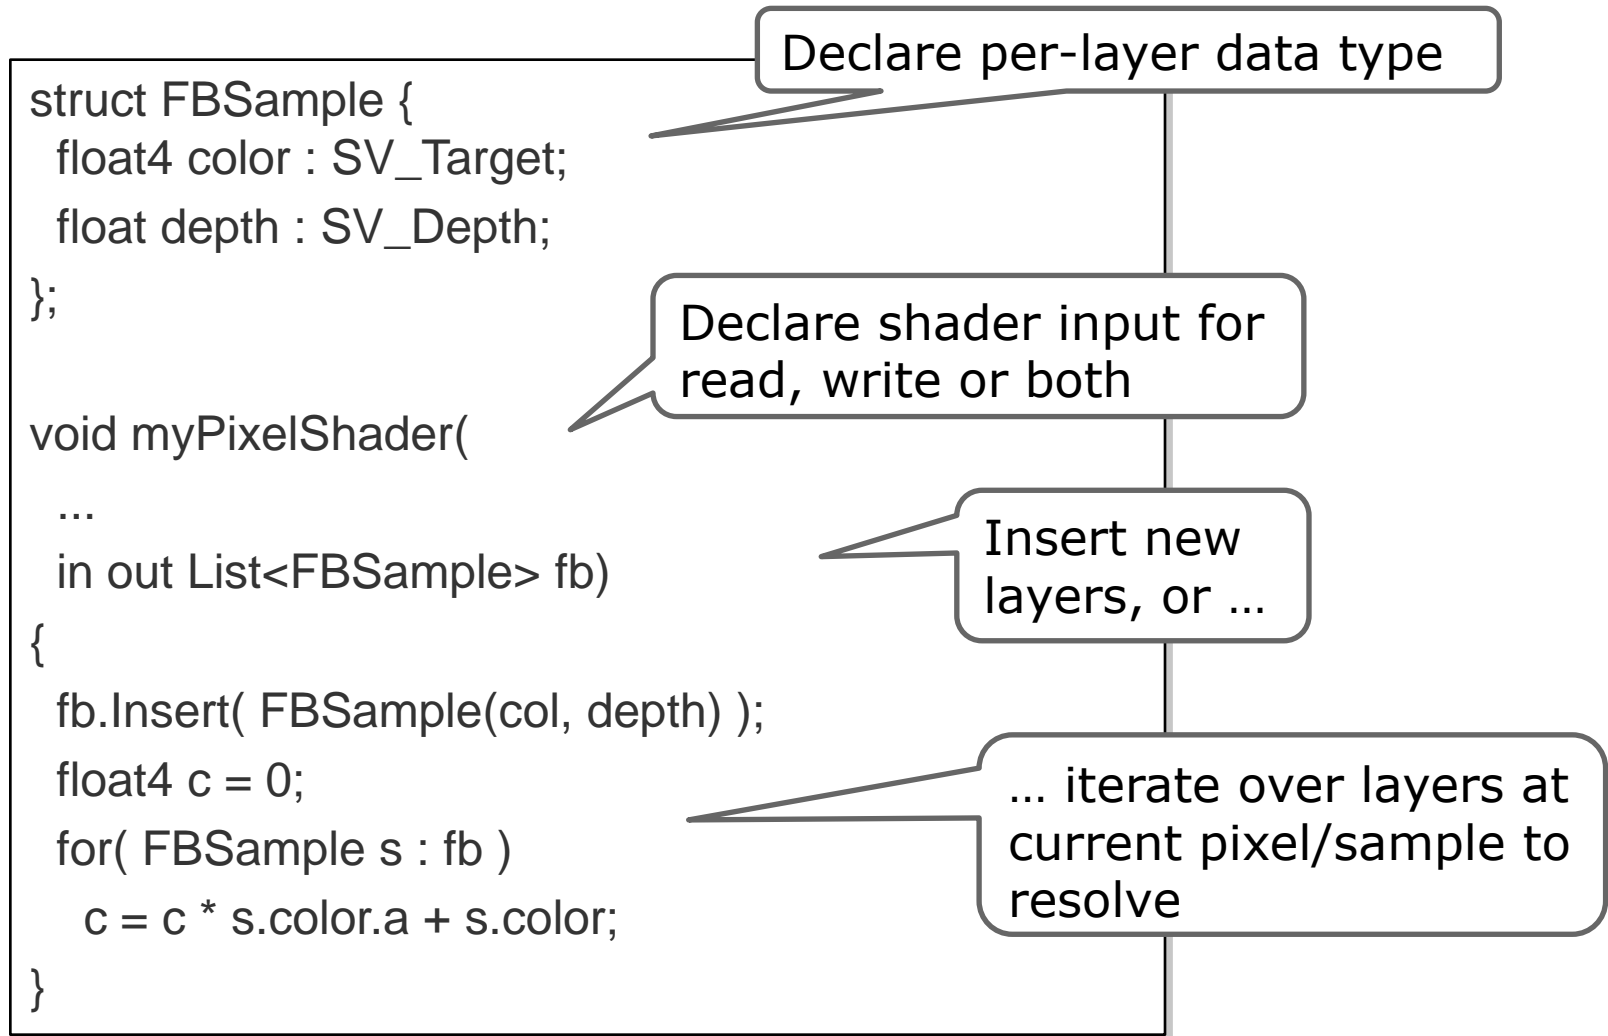 Declare per-layer data type
struct FBSample {
float4 color : SV_Target;
float depth : SV_Depth;
};
Declare shader input for
read, write or both
void myPixelShader(
...
in out List<FBSample> fb)
Insert new
layers, or …
{
fb.Insert( FBSample(col, depth) );
float4 c = 0;
for( FBSample s : fb )
c = c * s.color.a + s.color;
}
… iterate over layers at
current pixel/sample to
resolve